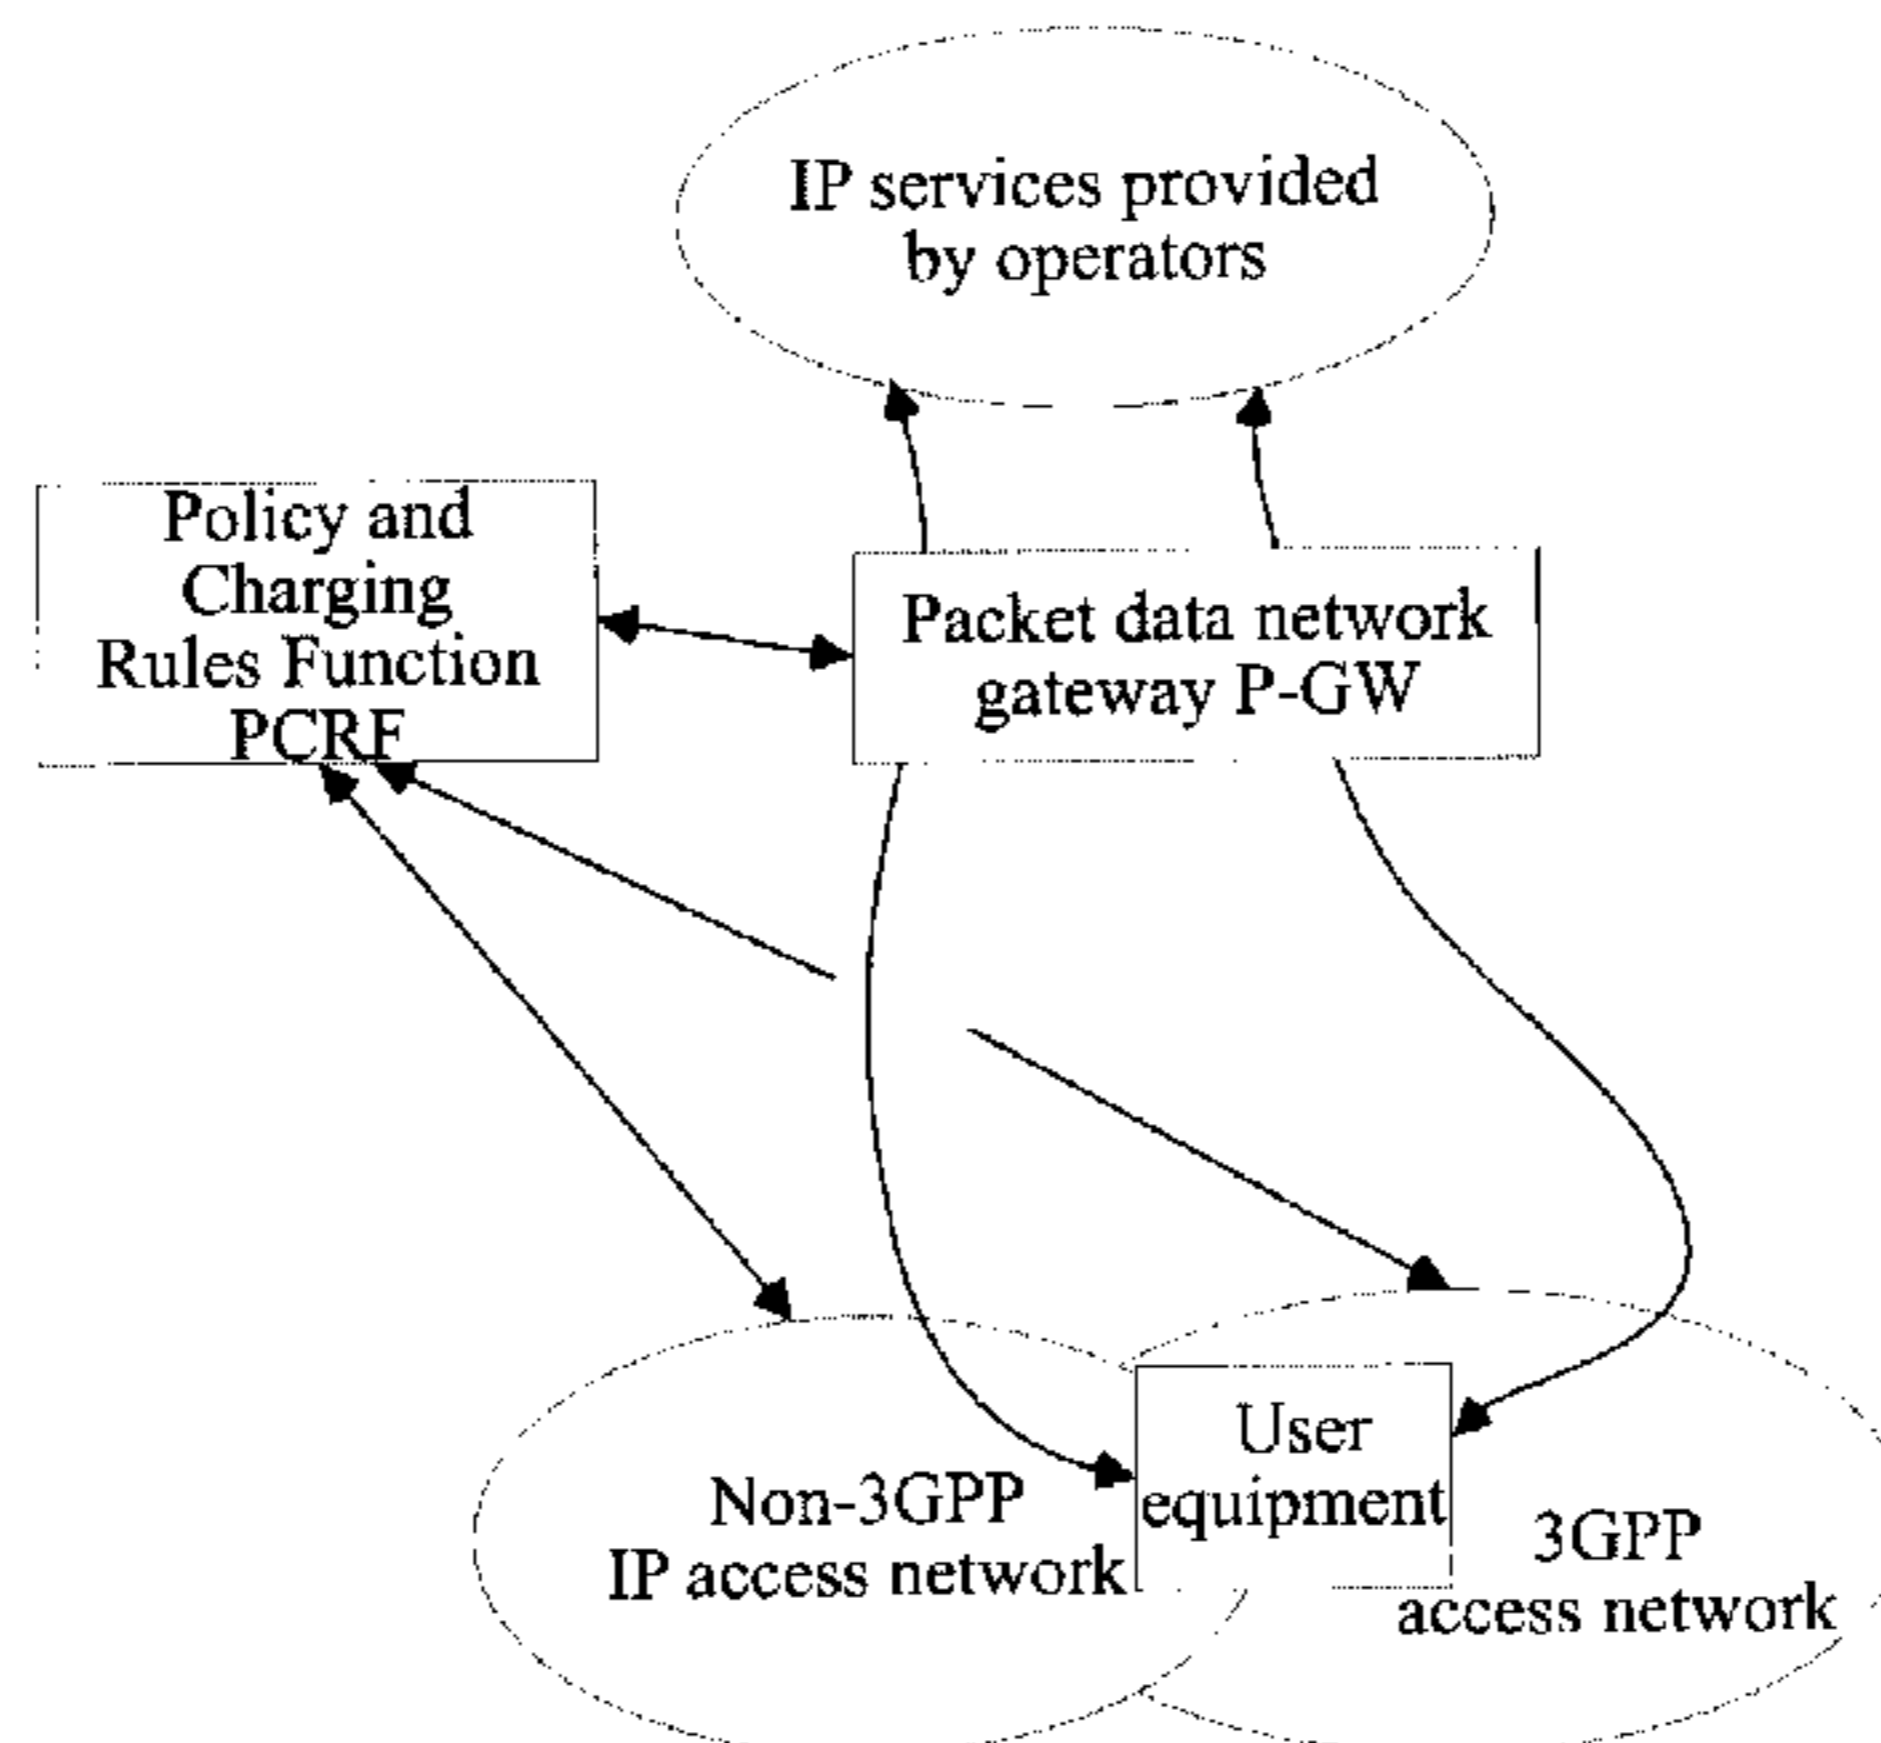 IP services provided
by operators
Policy and
Charging
Rules Function
PCRF
Packet data network
gateway P-GW
User
equipment
Non-3GPP
IP access network
3GPP
access network